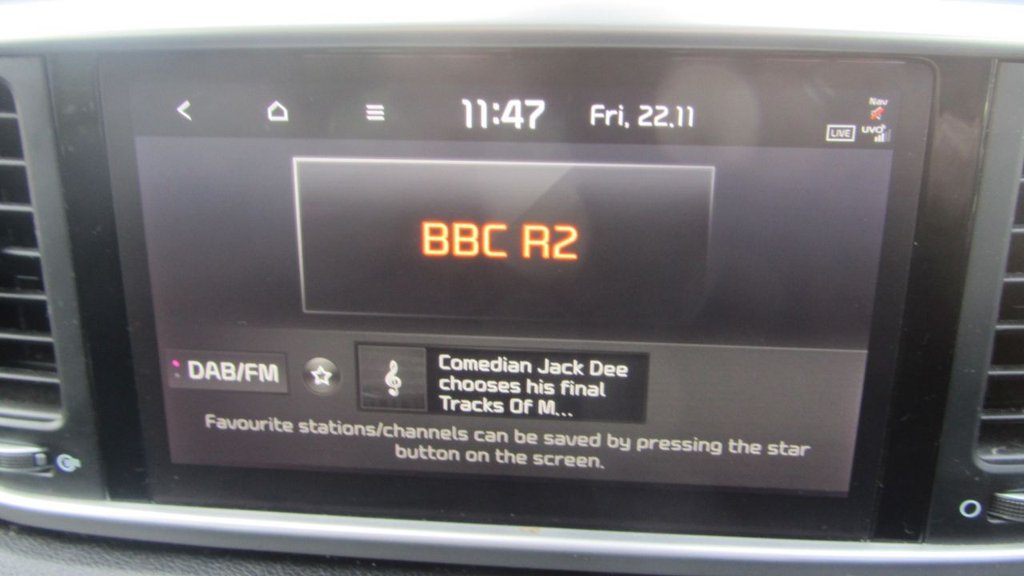 11:47 Fri, 22.11
Nav
LIVE UVO
BBC R2
DAB/FM
Comedian Jack Dee
chooses his final
Tracks Of M...
Favourite stations/channels can be saved by pressing the star
button on the screen.